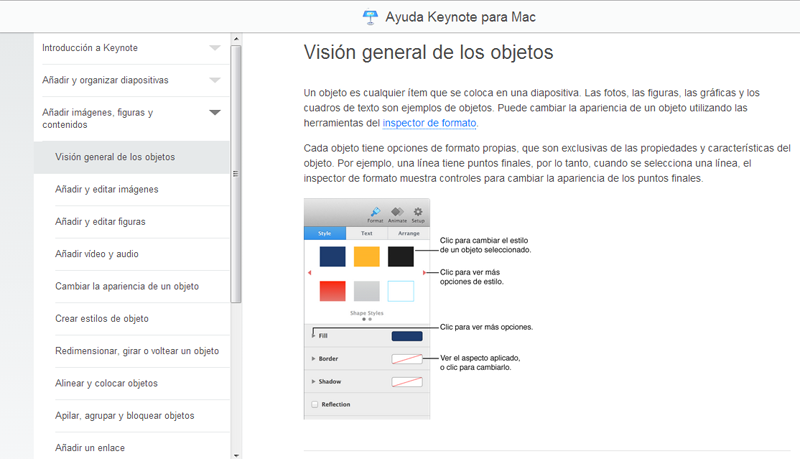 Ayuda Keynote para Mac
Introducción a Keynote
Añadir y organizar diapositivas
Añadir imágenes, figuras y
contenidos
Visión general de los objetos
Añadir y editar imágenes
Añadir y editar figuras
Añadir vídeo y audio
Cambiar la apariencia de un objeto
Crear estilos de objeto
Redimensionar, girar o voltear un objeto
Alinear y colocar objetos
Apilar, agrupar y bloquear objetos
Añadir un enlace
Visión general de los objetos
Un objeto es cualquier ítem que se coloca en una diapositiva. Las fotos, las figuras, las gráficas y los
cuadros de texto son ejemplos de objetos. Puede cambiar la apariencia de un objeto utilizando las
herramientas del inspector de formato.
Cada objeto tiene opciones de formato propias, que son exclusivas de las propiedades y características del
objeto. Por ejemplo, una línea tiene puntos finales, por lo tanto, cuando se selecciona una línea, el
inspector de formato muestra controles para cambiar la apariencia de los puntos finales.
Format Animate Setup
Style Text Arrange
Clic para cambiar el estilo
de un objeto seleccionado.
Clic para ver más
opciones de estilo.
Shape Styles
Clic para ver más opciones.
Fill
Border
Ver el aspecto aplicado,
o clic para cambiarlo.
Shadow
Reflection